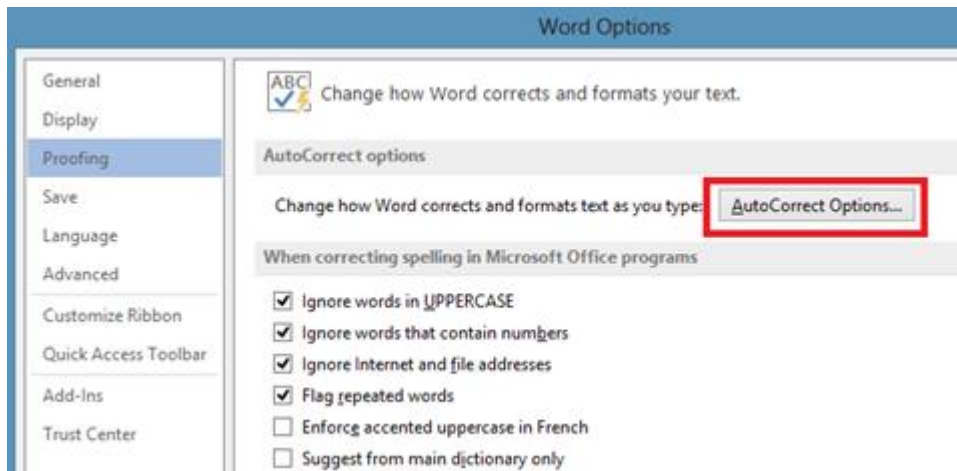 Word Options
General
Display
Proofing
Save
Language
Advanced
Customize Ribbon
Quick Access Toolbar
Add-Ins
Trust Center
ABC
Change how Word corrects and formats your text.
AutoCorrect options
Change how Word corrects and formats text as you type:
AutoCorrect Options...
When correcting spelling in Microsoft Office programs
Ignore words in UPPERCASE
Ignore words that contain numbers
Ignore Internet and file addresses
Flag repeated words
Enforce accented uppercase in French
Suggest from main dictionary only